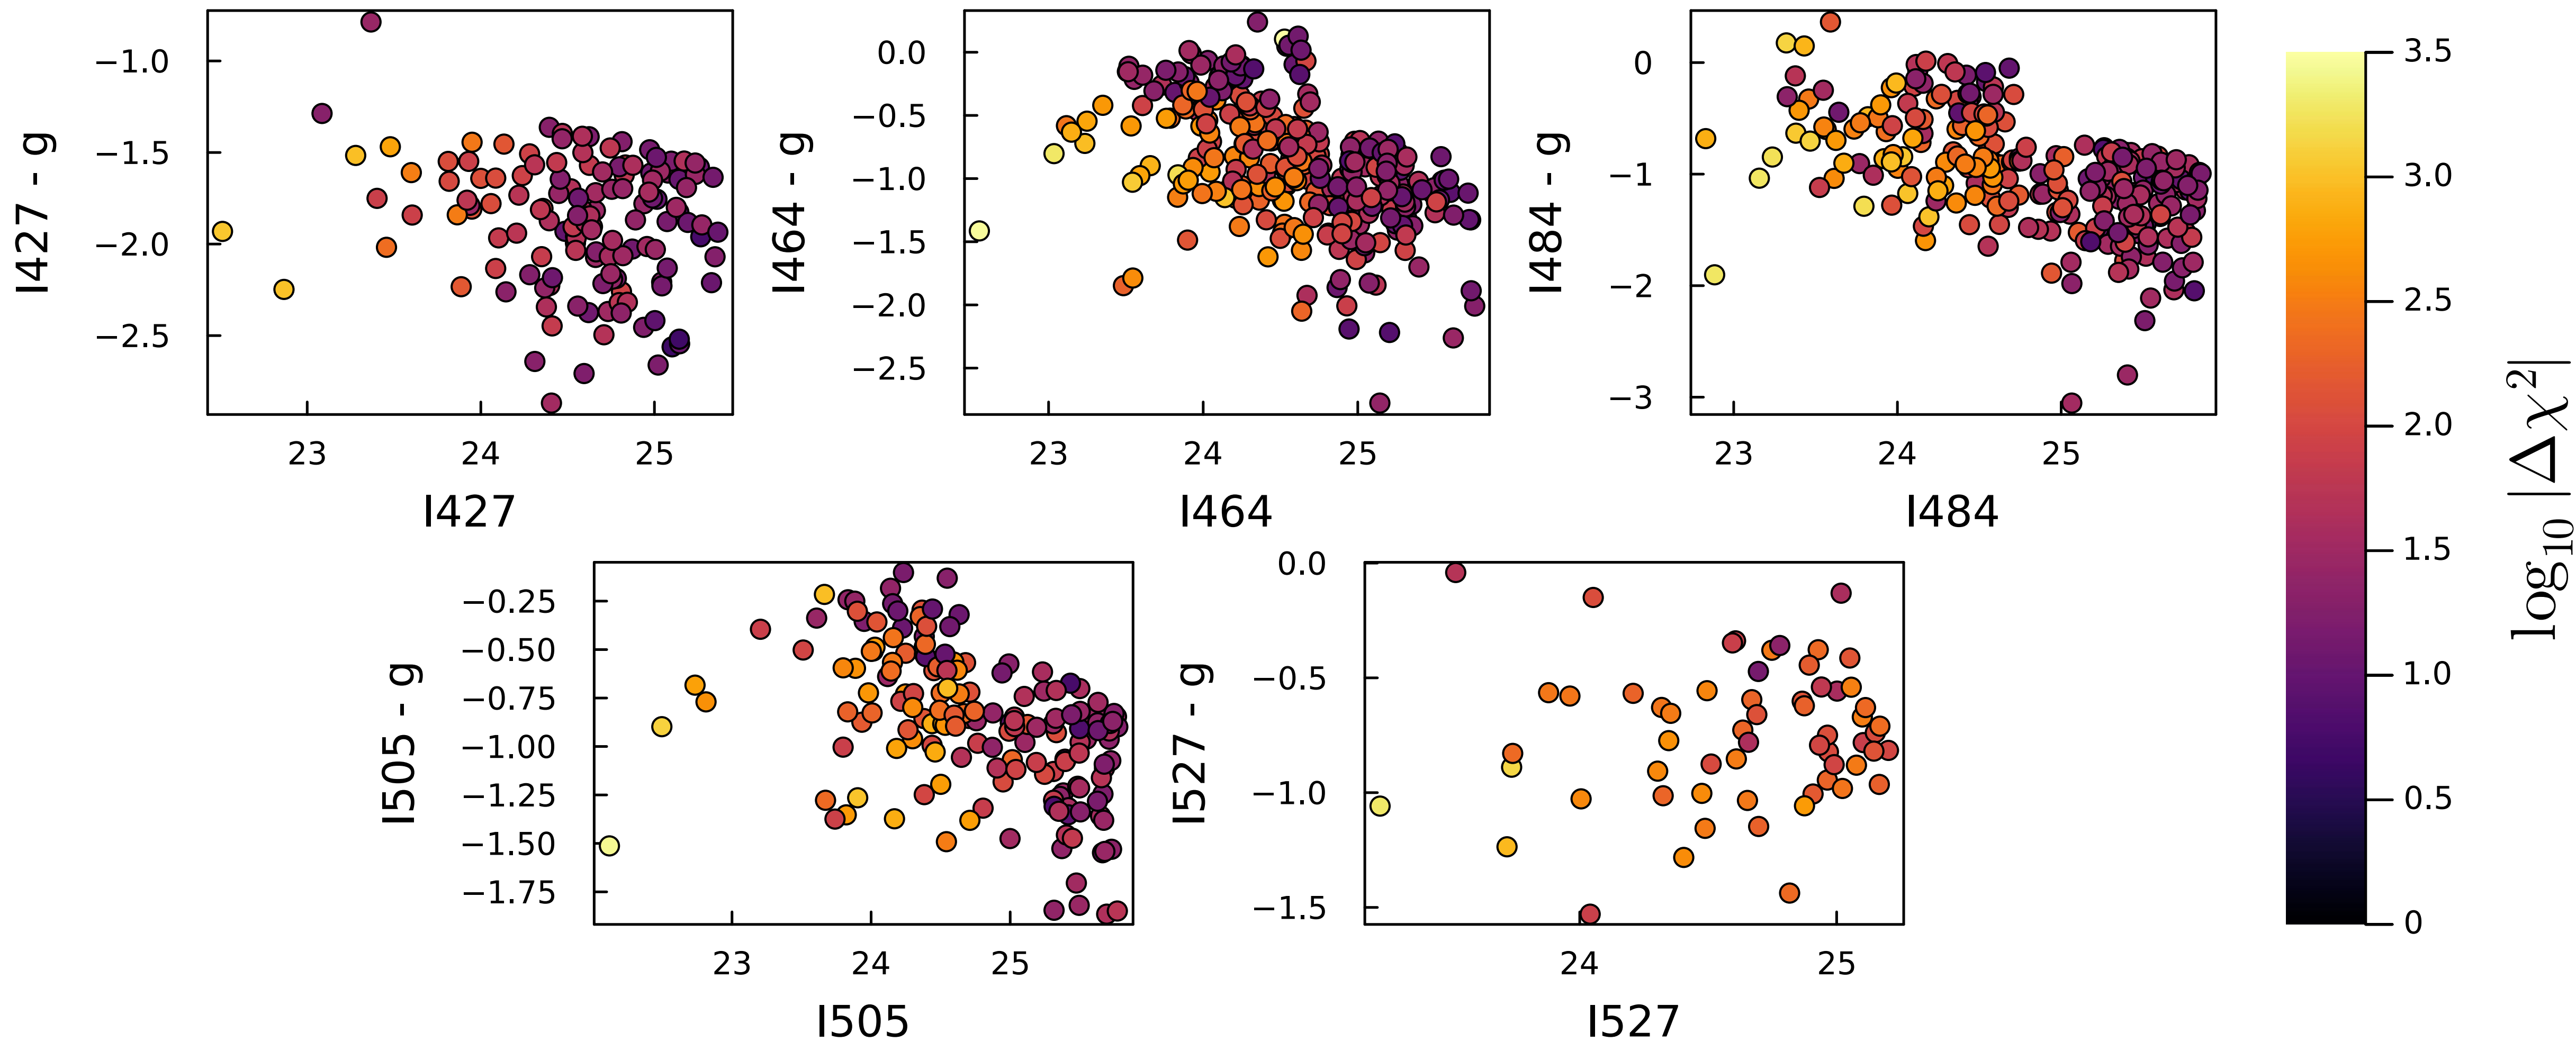 I427 - g
−1.0
−1.5
−2.0
−2.5
23 24 25
I427
I464 - g
0.0
−0.5
−1.0
−1.5
−2.0
−2.5
23 24 25
I464
I484 - g
0
−1
−2
−3
23 24 25
I484
I505 - g
−0.25
−0.50
−0.75
−1.00
−1.25
−1.50
−1.75
23 24 25
I505
I527 - g
0.0
−0.5
−1.0
−1.5
24 25
I527
3.5
3.0
2.5
2.0
1.5
1.0
0.5
0
log₁₀ |Δχ²|